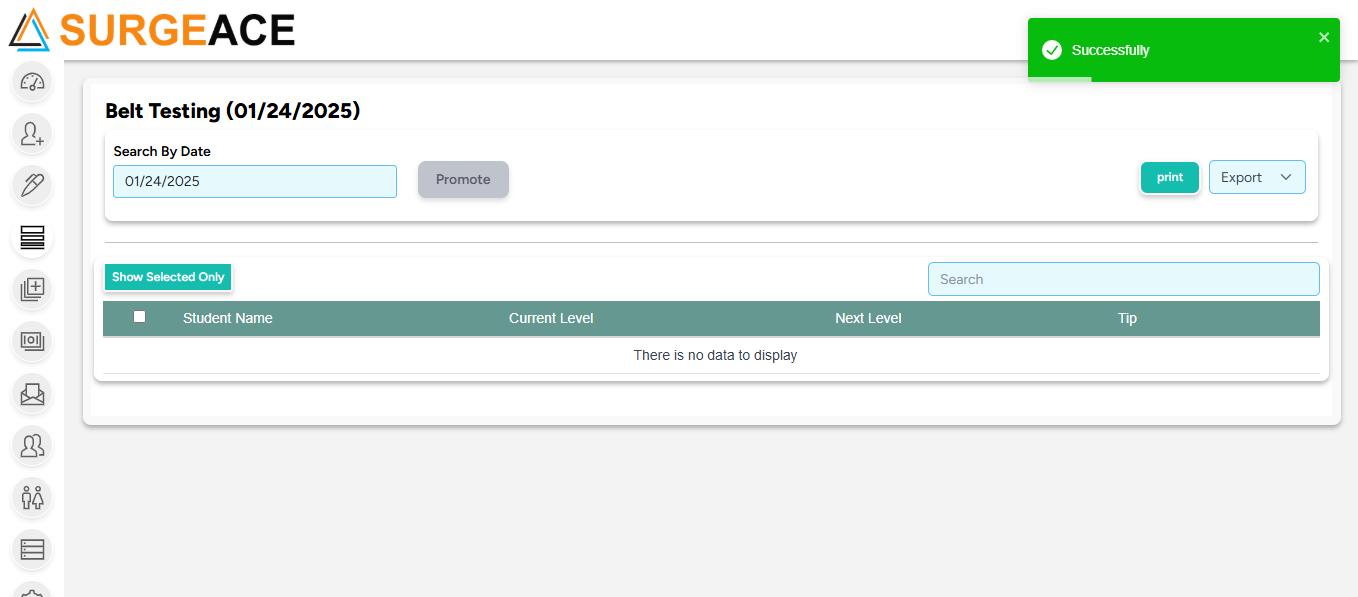 SURGEACE
Successfully
Belt Testing (01/24/2025)
Search By Date
01/24/2025
Promote
print
Export
Show Selected Only
Search
Student Name Current Level Next Level Tip
There is no data to display